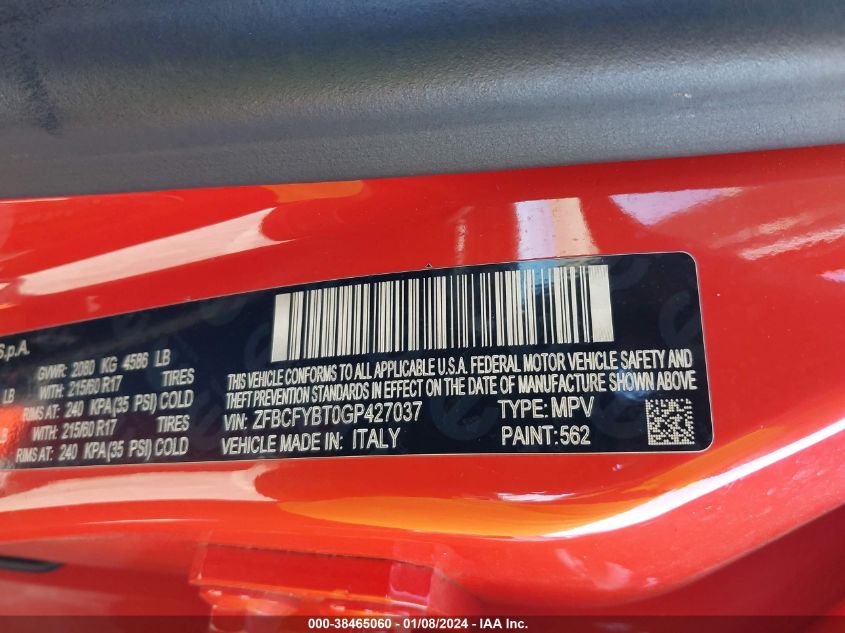 S.p.A.
GVWR: 2080 KG 4586 LB
LB WITH: 215/60 R17 TIRES
RIMS AT: 240 KPA(35 PSI) COLD
LB WITH: 215/60 R17 TIRES
RIMS AT: 240 KPA(35 PSI) COLD
THIS VEHICLE CONFORMS TO ALL APPLICABLE U.S.A. FEDERAL MOTOR VEHICLE SAFETY AND
THEFT PREVENTION STANDARDS IN EFFECT ON THE DATE OF MANUFACTURE SHOWN ABOVE
VIN: ZFBCFYBT0GP427037 TYPE: MPV
VEHICLE MADE IN ITALY PAINT: 562
000-38465060 - 01/08/2024 - IAA Inc.